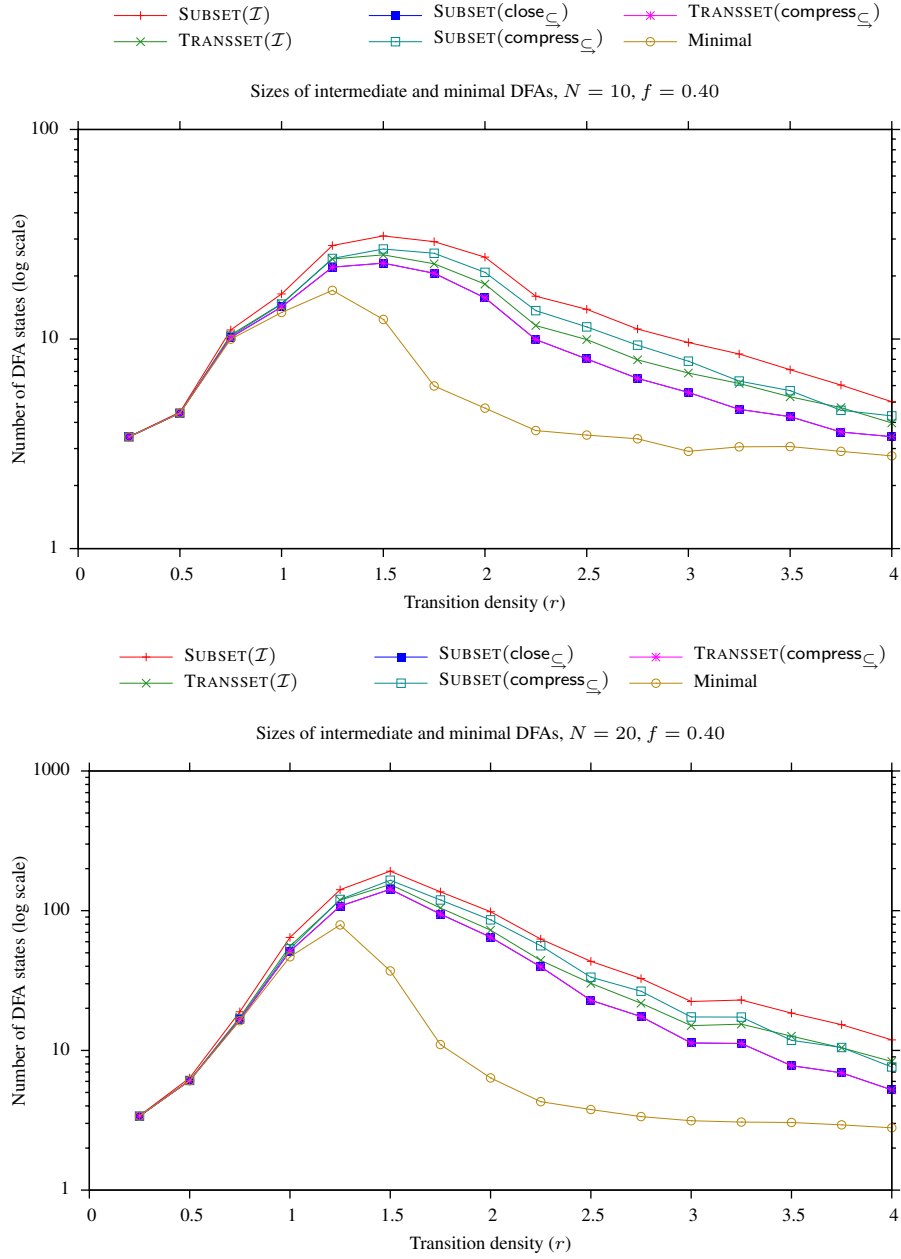 SUBSET(ℐ) SUBSET(close⊆) TRANSSET(compress⊆)
TRANSSET(ℐ) SUBSET(compress⊆) Minimal
Sizes of intermediate and minimal DFAs, N = 10, f = 0.40
100
10
1
Number of DFA states (log scale)
0 0.5 1 1.5 2 2.5 3 3.5 4
Transition density (r)
SUBSET(ℐ) SUBSET(close⊆) TRANSSET(compress⊆)
TRANSSET(ℐ) SUBSET(compress⊆) Minimal
Sizes of intermediate and minimal DFAs, N = 20, f = 0.40
1000
100
10
1
Number of DFA states (log scale)
0 0.5 1 1.5 2 2.5 3 3.5 4
Transition density (r)